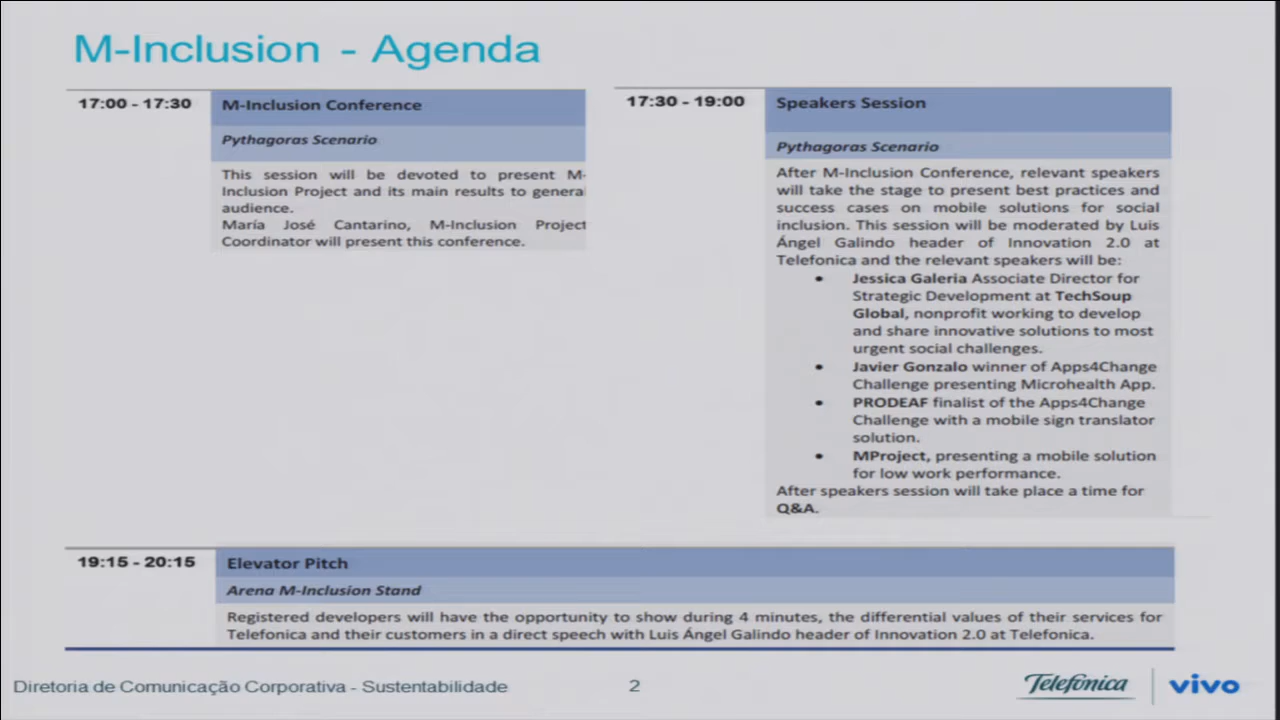 M-Inclusion - Agenda
17:00 - 17:30
M-Inclusion Conference
Pythagoras Scenario
This session will be devoted to present M-
Inclusion Project and its main results to genera
audience.
María José Cantarino, M-Inclusion Project
Coordinator will present this conference.
17:30 - 19:00
Speakers Session
Pythagoras Scenario
After M-Inclusion Conference, relevant speakers
will take the stage to present best practices and
success cases on mobile solutions for social
inclusion. This session will be moderated by Luis
Ángel Galindo header of Innovation 2.0 at
Telefonica and the relevant speakers will be:
• Jessica Galeria Associate Director for
Strategic Development at TechSoup
Global, nonprofit working to develop
and share innovative solutions to most
urgent social challenges.
• Javier Gonzalo winner of Apps4Change
Challenge presenting Microhealth App.
• PRODEAF finalist of the Apps4Change
Challenge with a mobile sign translator
solution.
• MProject, presenting a mobile solution
for low work performance.
After speakers session will take place a time for
Q&A.
19:15 - 20:15
Elevator Pitch
Arena M-Inclusion Stand
Registered developers will have the opportunity to show during 4 minutes, the differential values of their services for
Telefonica and their customers in a direct speech with Luis Ángel Galindo header of Innovation 2.0 at Telefonica.
Diretoria de Comunicação Corporativa - Sustentabilidade
2
Telefónica
vivo